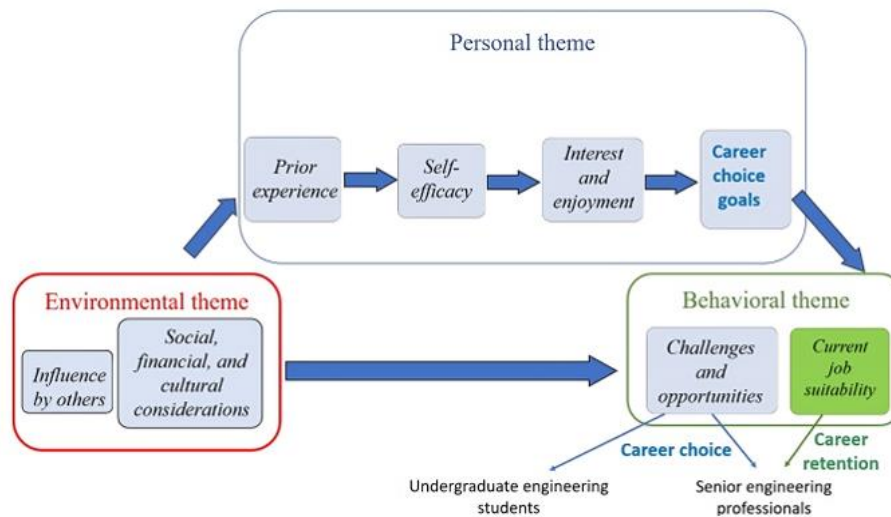 Personal theme
Prior
experience
Self-
efficacy
Interest
and
enjoyment
Career
choice
goals
Environmental theme
Influence
by others
Social,
financial, and
cultural
considerations
Behavioral theme
Challenges
and
opportunities
Current
job
suitability
Career choice
Career
retention
Undergraduate engineering
students
Senior engineering
professionals